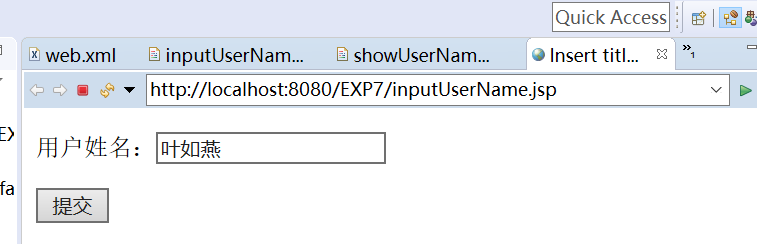 Quick Access
web.xml
inputUserNam...
showUserNam...
Insert titl...
»1
http://localhost:8080/EXP7/inputUserName.jsp
用户姓名：
叶如燕
提交